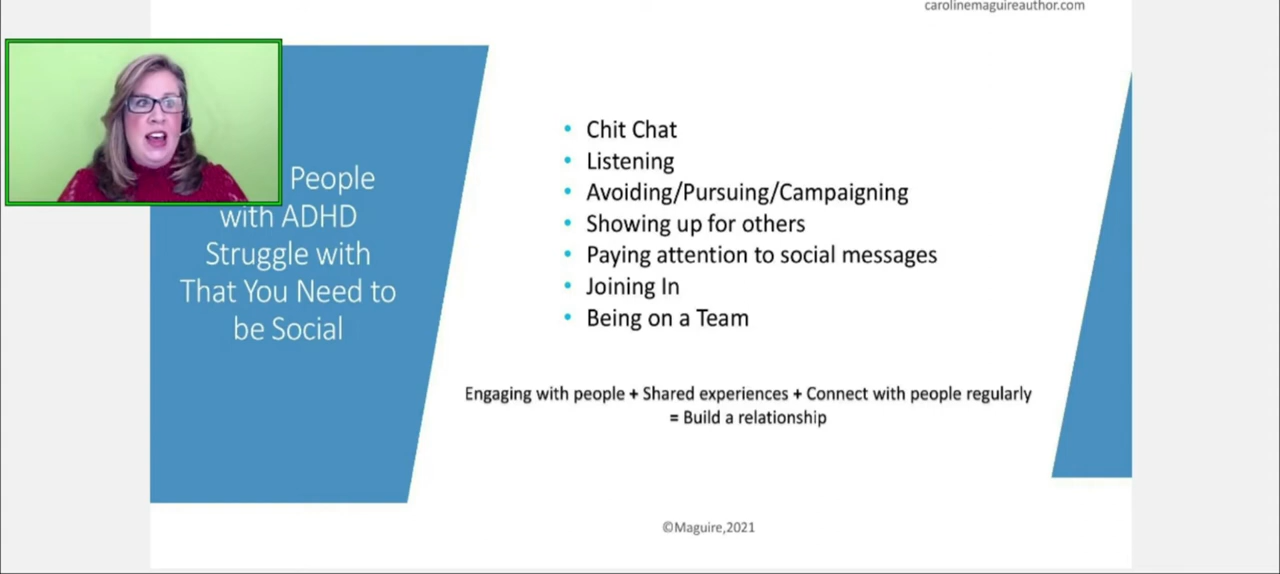 carolinemaguireauthor.com
People
with ADHD
Struggle with
That You Need to
be Social
• Chit Chat
• Listening
• Avoiding/Pursuing/Campaigning
• Showing up for others
• Paying attention to social messages
• Joining In
• Being on a Team
Engaging with people + Shared experiences + Connect with people regularly
= Build a relationship
©Maguire,2021